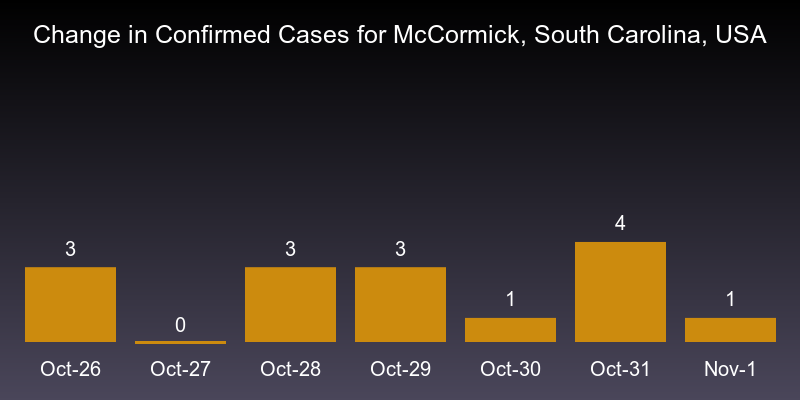 Change in Confirmed Cases for McCormick, South Carolina, USA
4
3 3 3
1 1
0
Oct-26 Oct-27 Oct-28 Oct-29 Oct-30 Oct-31 Nov-1